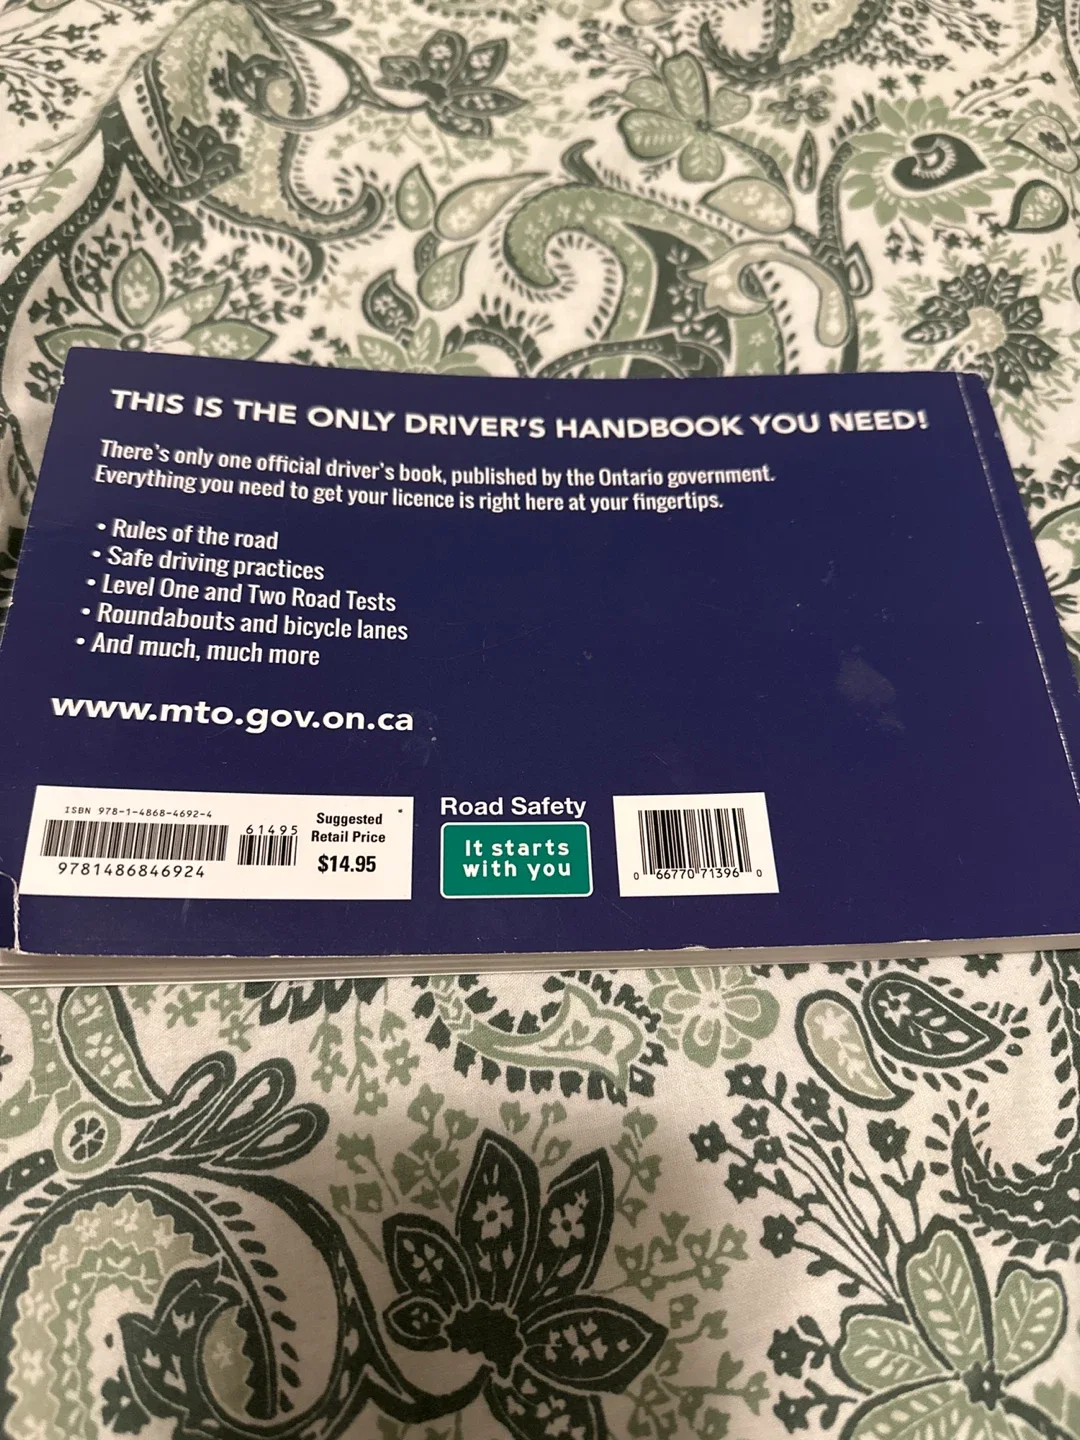 THIS IS THE ONLY DRIVER'S HANDBOOK YOU NEED!
There's only one official driver's book, published by the Ontario government.
Everything you need to get your licence is right here at your fingertips.
• Rules of the road
• Safe driving practices
• Level One and Two Road Tests
• Roundabouts and bicycle lanes
• And much, much more
www.mto.gov.on.ca
ISBN 978-1-4868-4692-4
61495
9781486846924
Suggested
Retail Price
$14.95
Road Safety
It starts
with you
0 66770 71396 0